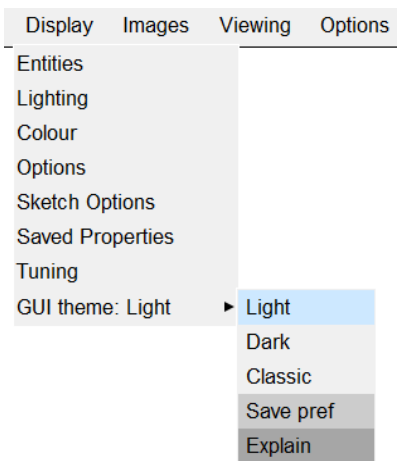 Display Images Viewing Options
Entities
Lighting
Colour
Options
Sketch Options
Saved Properties
Tuning
GUI theme: Light
Light
Dark
Classic
Save pref
Explain